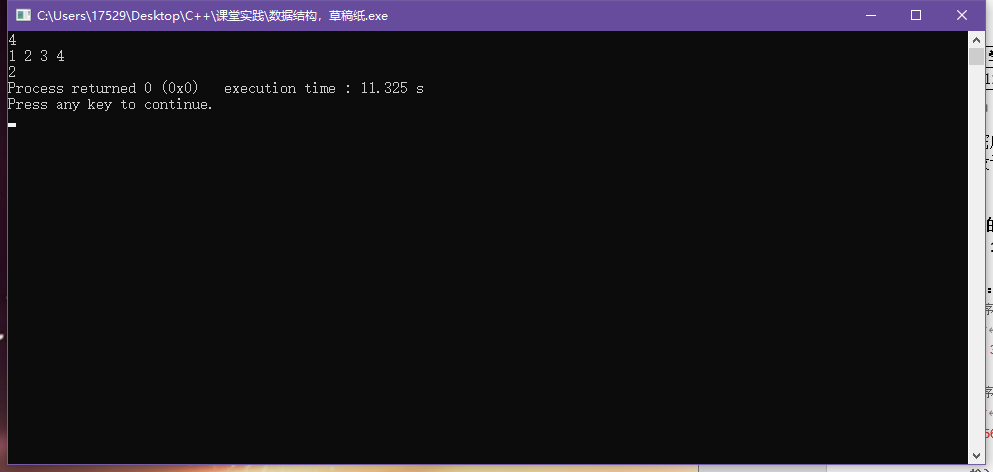 C:\Users\17529\Desktop\C++\课堂实践\数据结构，草稿纸.exe
4
1 2 3 4
2
Process returned 0 (0x0)   execution time : 11.325 s
Press any key to continue.